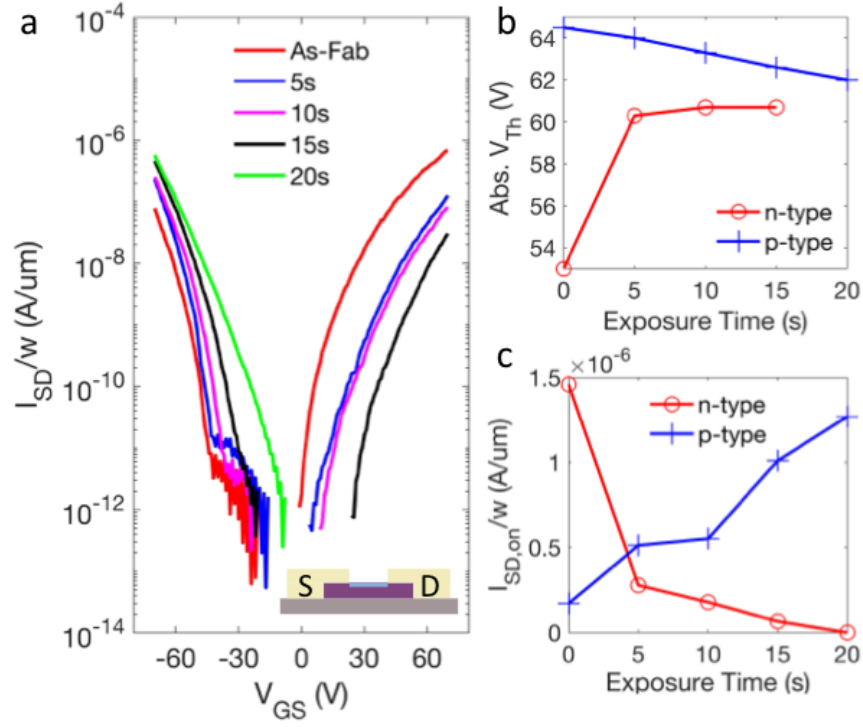 a
10⁻⁴
10⁻⁶
10⁻⁸
10⁻¹⁰
10⁻¹²
10⁻¹⁴
I_SD/w (A/um)
As-Fab
5s
10s
15s
20s
S D
-60 -30 0 30 60
V_GS (V)
b
64
62
60
58
56
54
53
Abs. V_Th (V)
n-type
p-type
0 5 10 15 20
Exposure Time (s)
c
×10⁻⁶
1.5
1
0.5
0
I_SD,on/w (A/um)
n-type
p-type
0 5 10 15 20
Exposure Time (s)